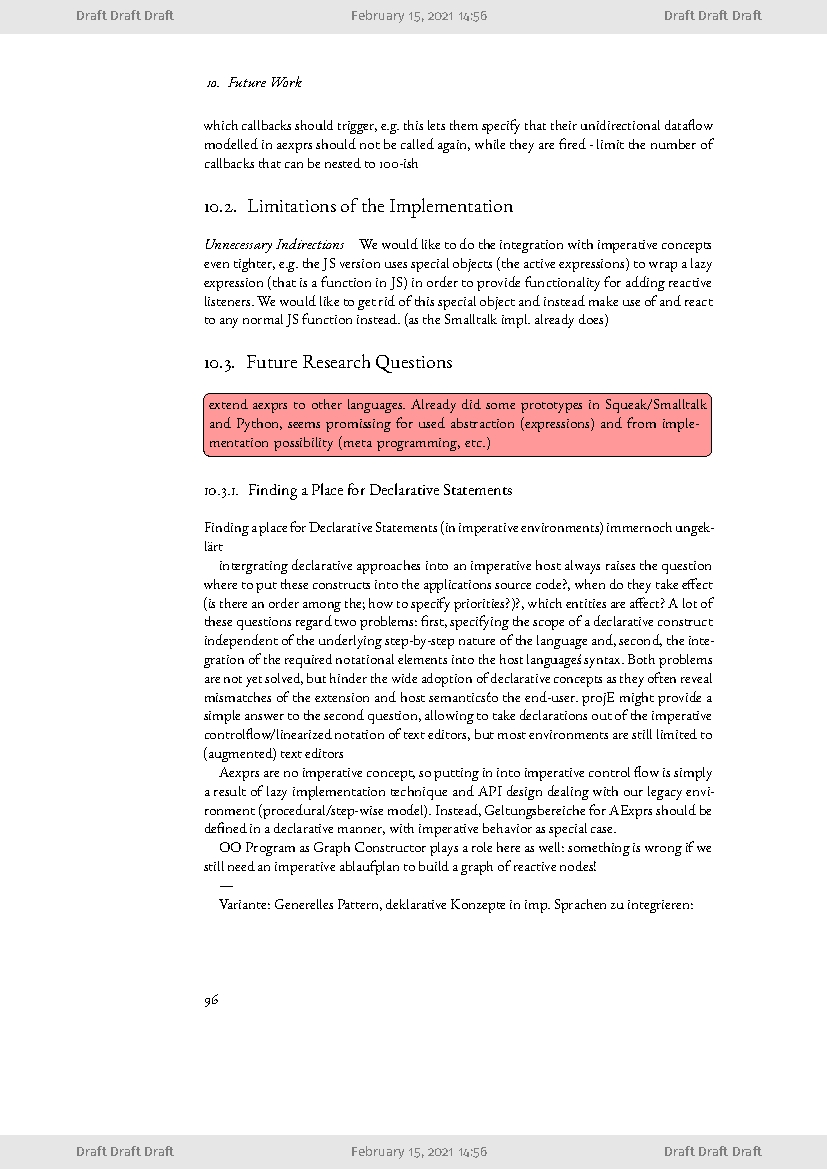 Draft Draft Draft February 15, 2021 14:56 Draft Draft Draft
10. Future Work
which callbacks should trigger, e.g. this lets them specify that their unidirectional dataflow
modelled in aexprs should not be called again, while they are fired - limit the number of
callbacks that can be nested to 100-ish
10.2. Limitations of the Implementation
Unnecessary Indirections We would like to do the integration with imperative concepts
even tighter, e.g. the JS version uses special objects (the active expressions) to wrap a lazy
expression (that is a function in JS) in order to provide functionality for adding reactive
listeners. We would like to get rid of this special object and instead make use of and react
to any normal JS function instead. (as the Smalltalk impl. already does)
10.3. Future Research Questions
extend aexprs to other languages. Already did some prototypes in Squeak/Smalltalk
and Python, seems promising for used abstraction (expressions) and from imple-
mentation possibility (meta programming, etc.)
10.3.1. Finding a Place for Declarative Statements
Finding a place for Declarative Statements (in imperative environments) immernoch ungek-
lärt
intergrating declarative approaches into an imperative host always raises the question
where to put these constructs into the applications source code?, when do they take effect
(is there an order among the; how to specify priorities?)?, which entities are affect? A lot of
these questions regard two problems: first, specifying the scope of a declarative construct
independent of the underlying step-by-step nature of the language and, second, the inte-
gration of the required notational elements into the host languageś syntax. Both problems
are not yet solved, but hinder the wide adoption of declarative concepts as they often reveal
mismatches of the extension and host semantics´to the end-user. projE might provide a
simple answer to the second question, allowing to take declarations out of the imperative
controlflow/linearized notation of text editors, but most environments are still limited to
(augmented) text editors
Aexprs are no imperative concept, so putting in into imperative control flow is simply
a result of lazy implementation technique and API design dealing with our legacy envi-
ronment (procedural/step-wise model). Instead, Geltungsbereiche for AExprs should be
defined in a declarative manner, with imperative behavior as special case.
OO Program as Graph Constructor plays a role here as well: something is wrong if we
still need an imperative ablaufplan to build a graph of reactive nodes!
—
Variante: Generelles Pattern, deklarative Konzepte in imp. Sprachen zu integrieren:
96
Draft Draft Draft February 15, 2021 14:56 Draft Draft Draft